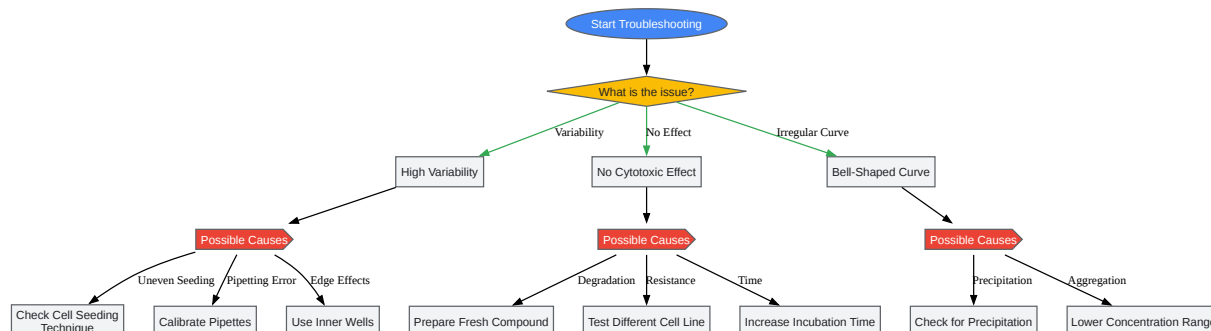 Start Troubleshooting
What is the issue?
Variability
No Effect
Irregular Curve
High Variability
No Cytotoxic Effect
Bell-Shaped Curve
Possible Causes
Possible Causes
Possible Causes
Uneven Seeding
Pipetting Error
Edge Effects
Degradation
Resistance
Time
Precipitation
Aggregation
Check Cell Seeding
Technique
Calibrate Pipettes
Use Inner Wells
Prepare Fresh Compound
Test Different Cell Line
Increase Incubation Time
Check for Precipitation
Lower Concentration Range